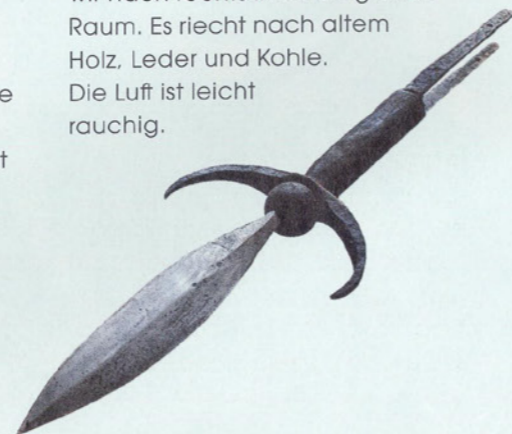 Raum. Es riecht nach altem
Holz, Leder und Kohle.
Die Luft ist leicht
rauchig.
e
t